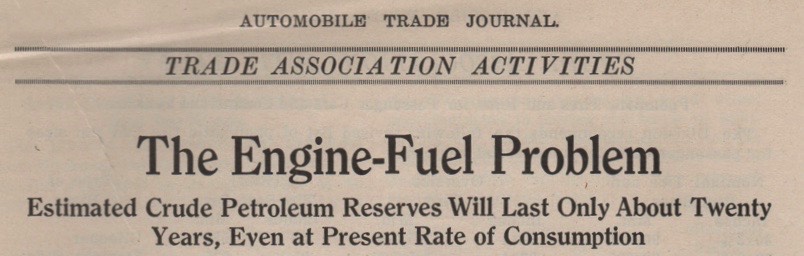 AUTOMOBILE TRADE JOURNAL.
TRADE ASSOCIATION ACTIVITIES
The Engine-Fuel Problem
Estimated Crude Petroleum Reserves Will Last Only About Twenty
Years, Even at Present Rate of Consumption